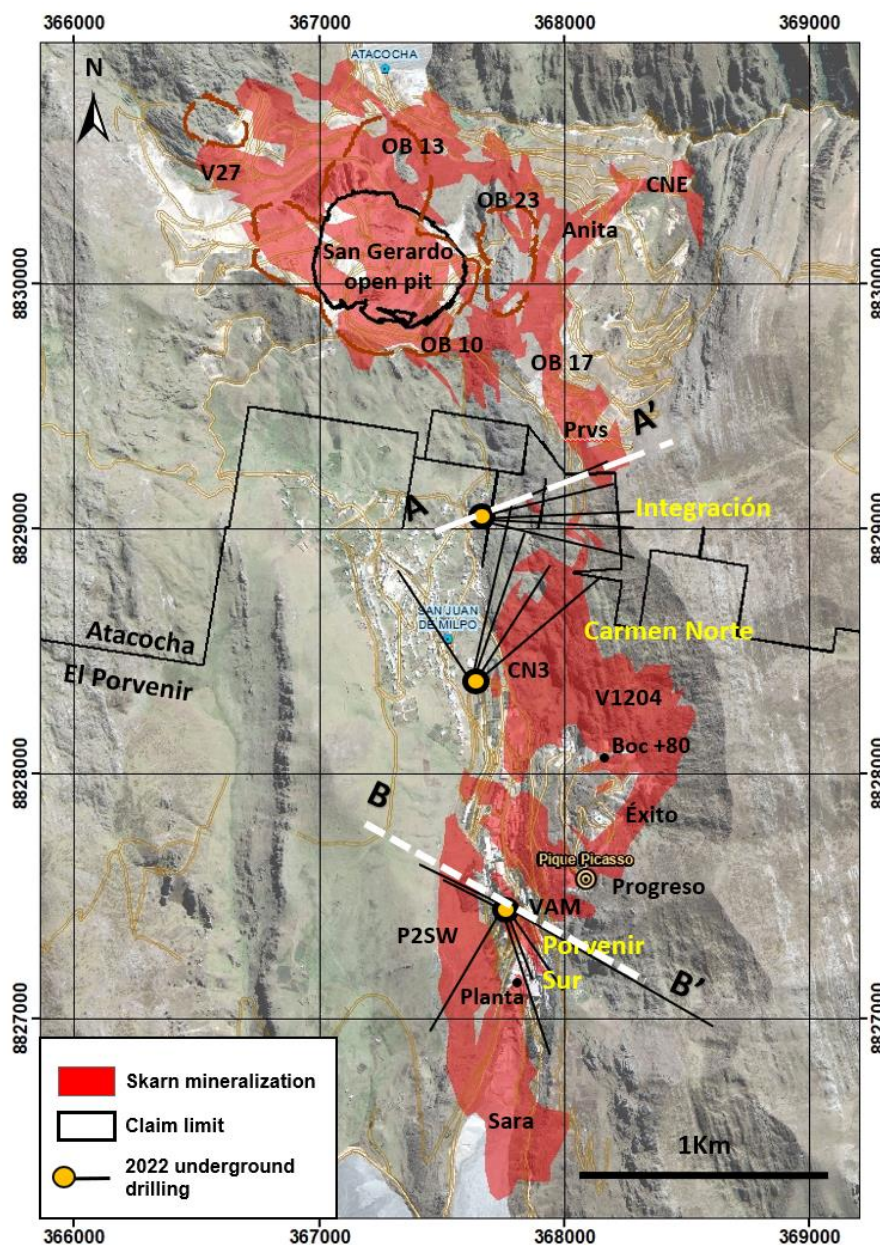 366000
367000
368000
369000
ATACOCHA
N
OB 13
V27
CNE
OB 23
Anita
San Gerardo
open pit
8830000
8830000
OB 10
OB 17
Prvs
A'
A
Integración
8829000
8829000
SAN JUAN
DE MILPO
Carmen Norte
Atacocha
El Porvenir
CN3
V1204
Boc +80
8828000
8828000
B
Éxito
Pique Picasso
Progreso
VAM
P2SW
Porvenir
Sur
B'
Planta
8827000
8827000
Skarn mineralization
Claim limit
2022 underground
drilling
Sara
1Km
366000
367000
368000
369000